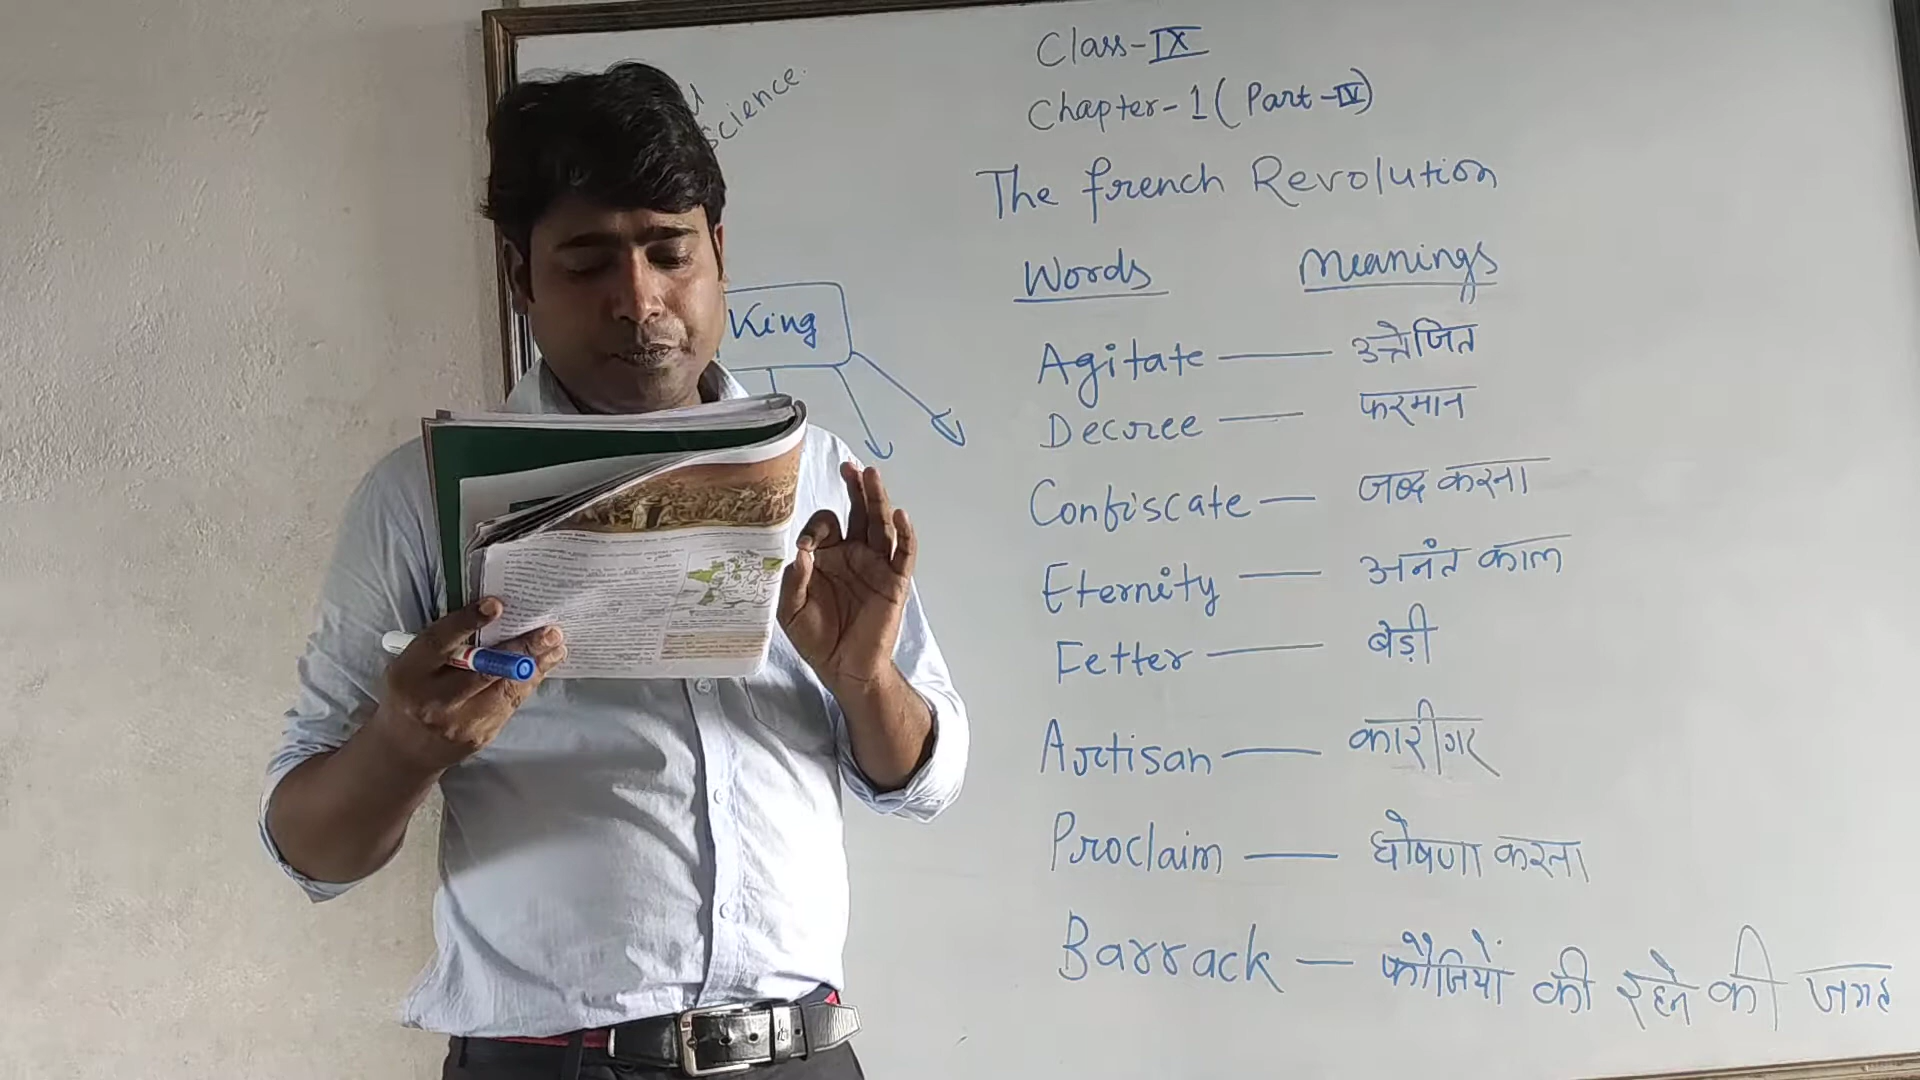 Science.
King
Class-IX
Chapter-1 (Part-IV)
The french Revolution
Words Meanings
Agitate — उत्तेजित
Decree — फरमान
Confiscate — जब्द करना
Eternity — अनंत काल
Fetter — बेड़ी
Artisan — कारीगर
Proclaim — घोषणा करना
Barrack — फौजियों की रहने की जगह